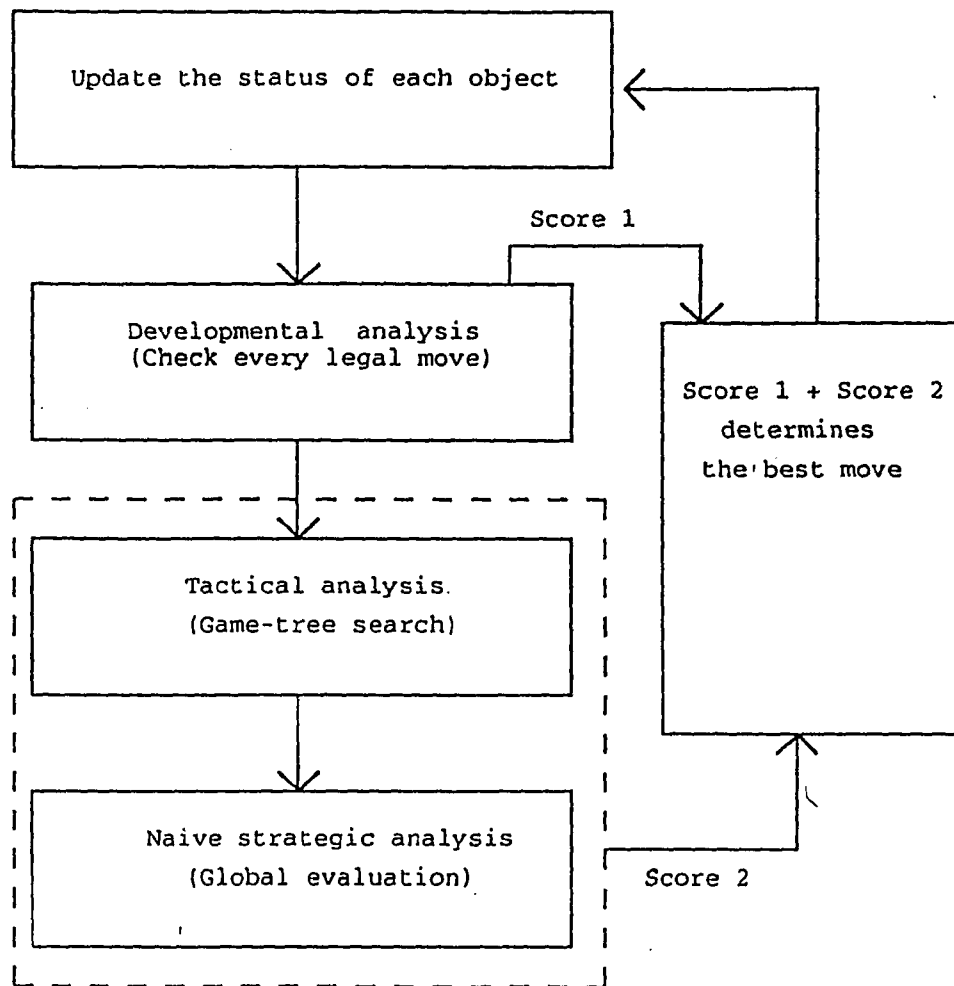 Update the status of each object
Score 1
Developmental analysis
(Check every legal move)
Score 1 + Score 2
determines
the best move
Tactical analysis.
(Game-tree search)
Naive strategic analysis
(Global evaluation)
Score 2